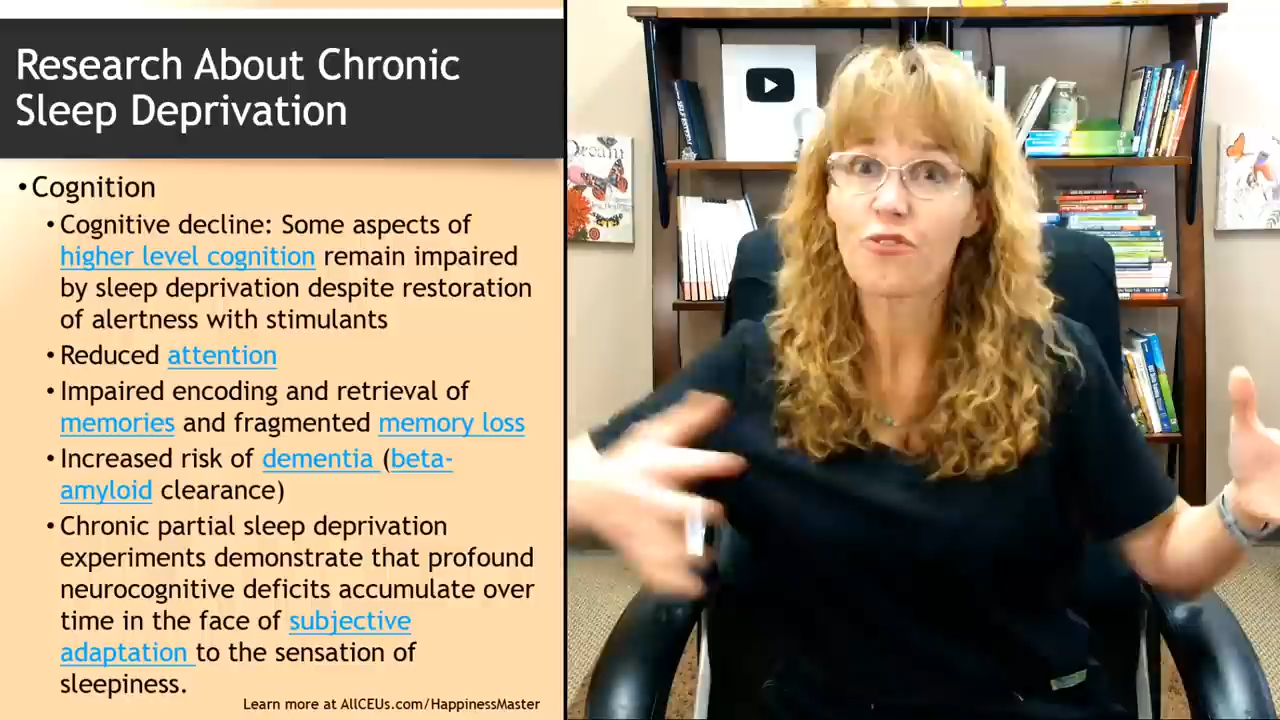 Research About Chronic
Sleep Deprivation
•Cognition
•Cognitive decline: Some aspects of
higher level cognition remain impaired
by sleep deprivation despite restoration
of alertness with stimulants
•Reduced attention
•Impaired encoding and retrieval of
memories and fragmented memory loss
•Increased risk of dementia (beta-
amyloid clearance)
•Chronic partial sleep deprivation
experiments demonstrate that profound
neurocognitive deficits accumulate over
time in the face of subjective
adaptation to the sensation of
sleepiness.
Learn more at AllCEUs.com/HappinessMaster
Dream